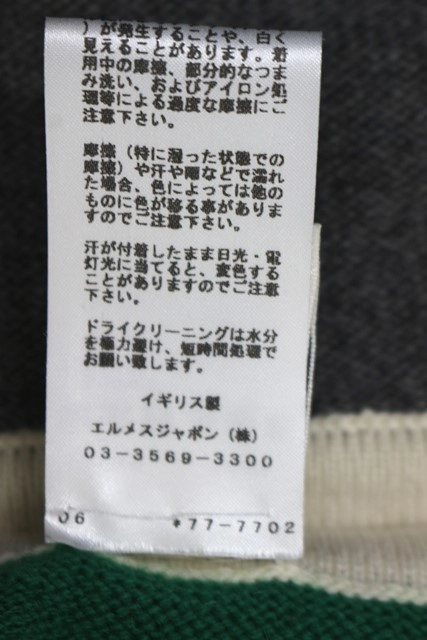 ）が発生することや、白く
見えることがあります。着
用中の摩擦、部分的なつま
み洗い、およびアイロン処
理等による過度な摩擦にご
注意下さい。
摩擦（特に湿った状態での
摩擦）や汗や雨などで濡れ
た場合、色によっては他の
ものに色が移る事がありま
すのでご注意下さい。
汗が付着したまま日光・電
灯光に当てると、変色する
ことがありますのでご注意
下さい。
ドライクリーニングは水分
を極力避け、短時間処理で
お願い致します。
イギリス製
エルメスジャポン（株）
03-3569-3300
06 *77-7702